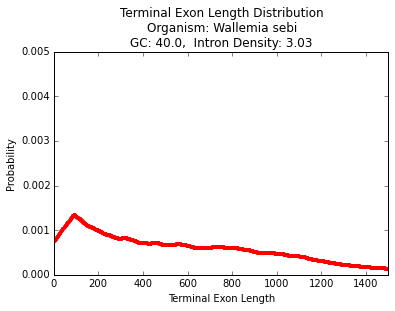 Terminal Exon Length Distribution
Organism: Wallemia sebi
GC: 40.0,  Intron Density: 3.03
0.005
0.004
0.003
0.002
0.001
0.000
Probability
0 200 400 600 800 1000 1200 1400
Terminal Exon Length